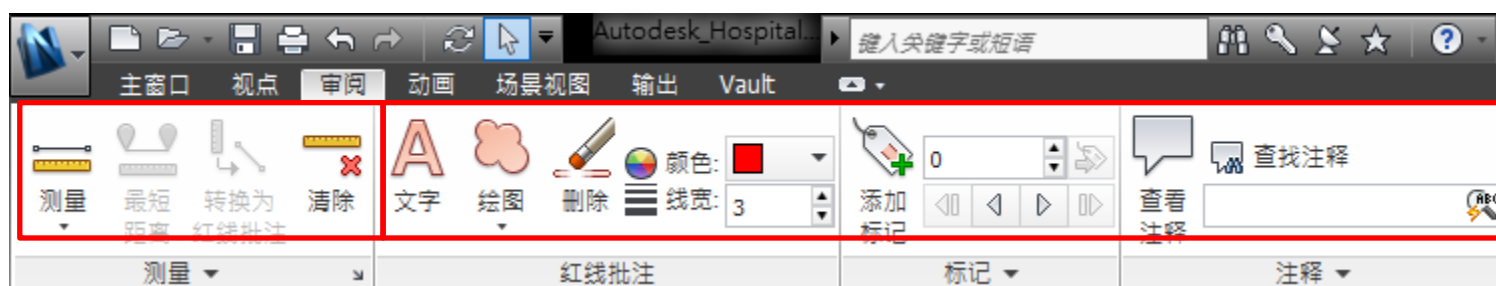 Autodesk_Hospital...
键入关键字或短语
主窗口 视点 审阅 动画 场景视图 输出 Vault
测量
最短
距离
转换为
红线批注
清除
文字
绘图
删除
颜色:
线宽: 3
0
添加
标记
查看
注释
查找注释
ABC
测量
红线批注
标记
注释